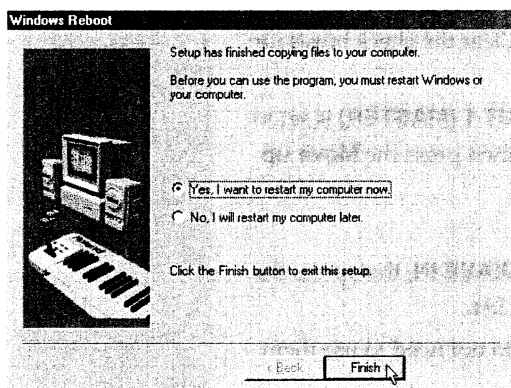 Windows Reboot
Setup has finished copying files to your computer.
Before you can use the program, you must restart Windows or
your computer.
Yes, I want to restart my computer now.
No, I will restart my computer later.
Click the Finish button to exit this setup.
< Back
Finish